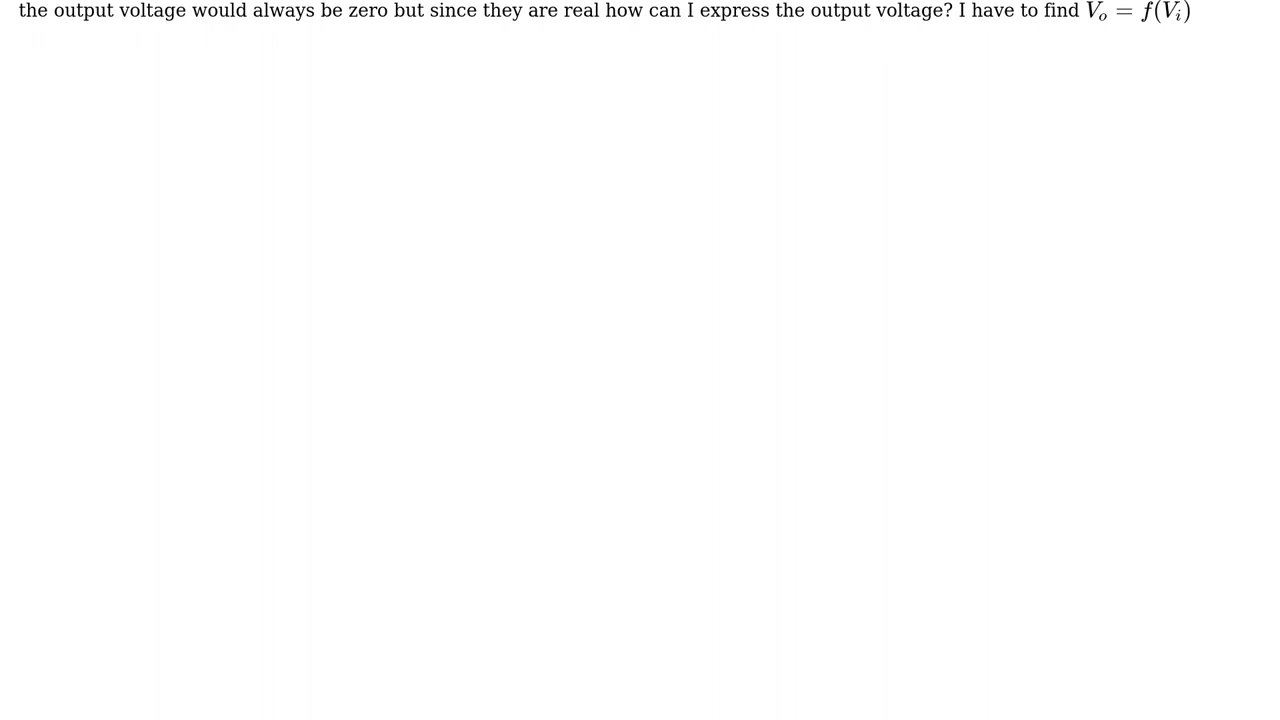 the output voltage would always be zero but since they are real how can I express the output voltage? I have to find $V_o = f(V_i)$